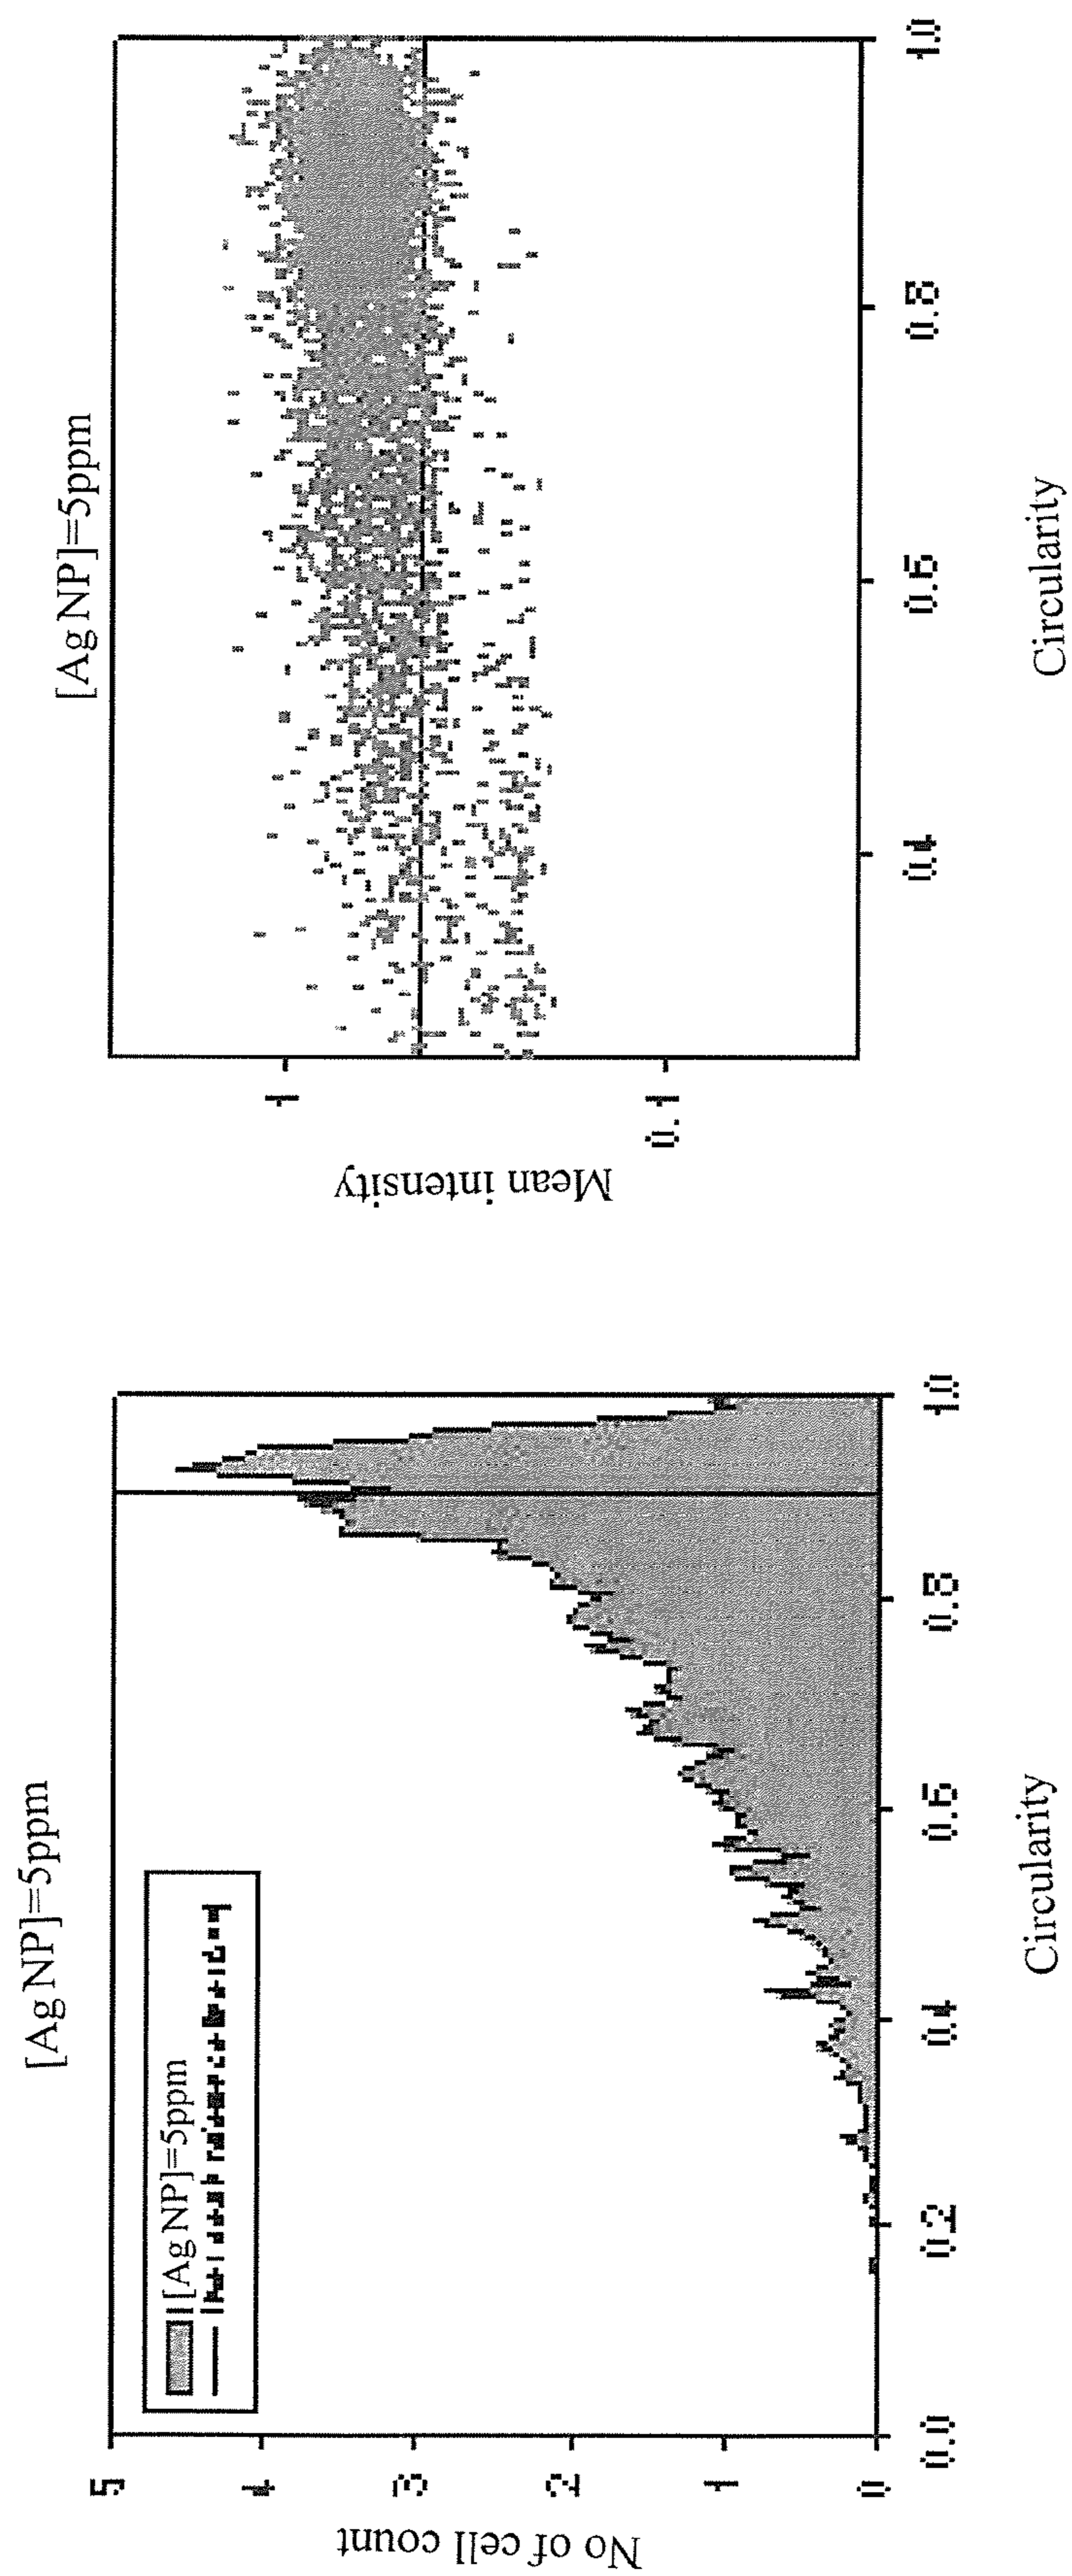 [Ag NP]=5ppm
[Ag NP]=5ppm
No of cell count
5
4
3
2
1
0
0.0
0.2
0.4
0.6
0.8
1.0
Circularity
[Ag NP]=5ppm
Mean intensity
1
0.1
0.4
0.6
0.8
1.0
Circularity